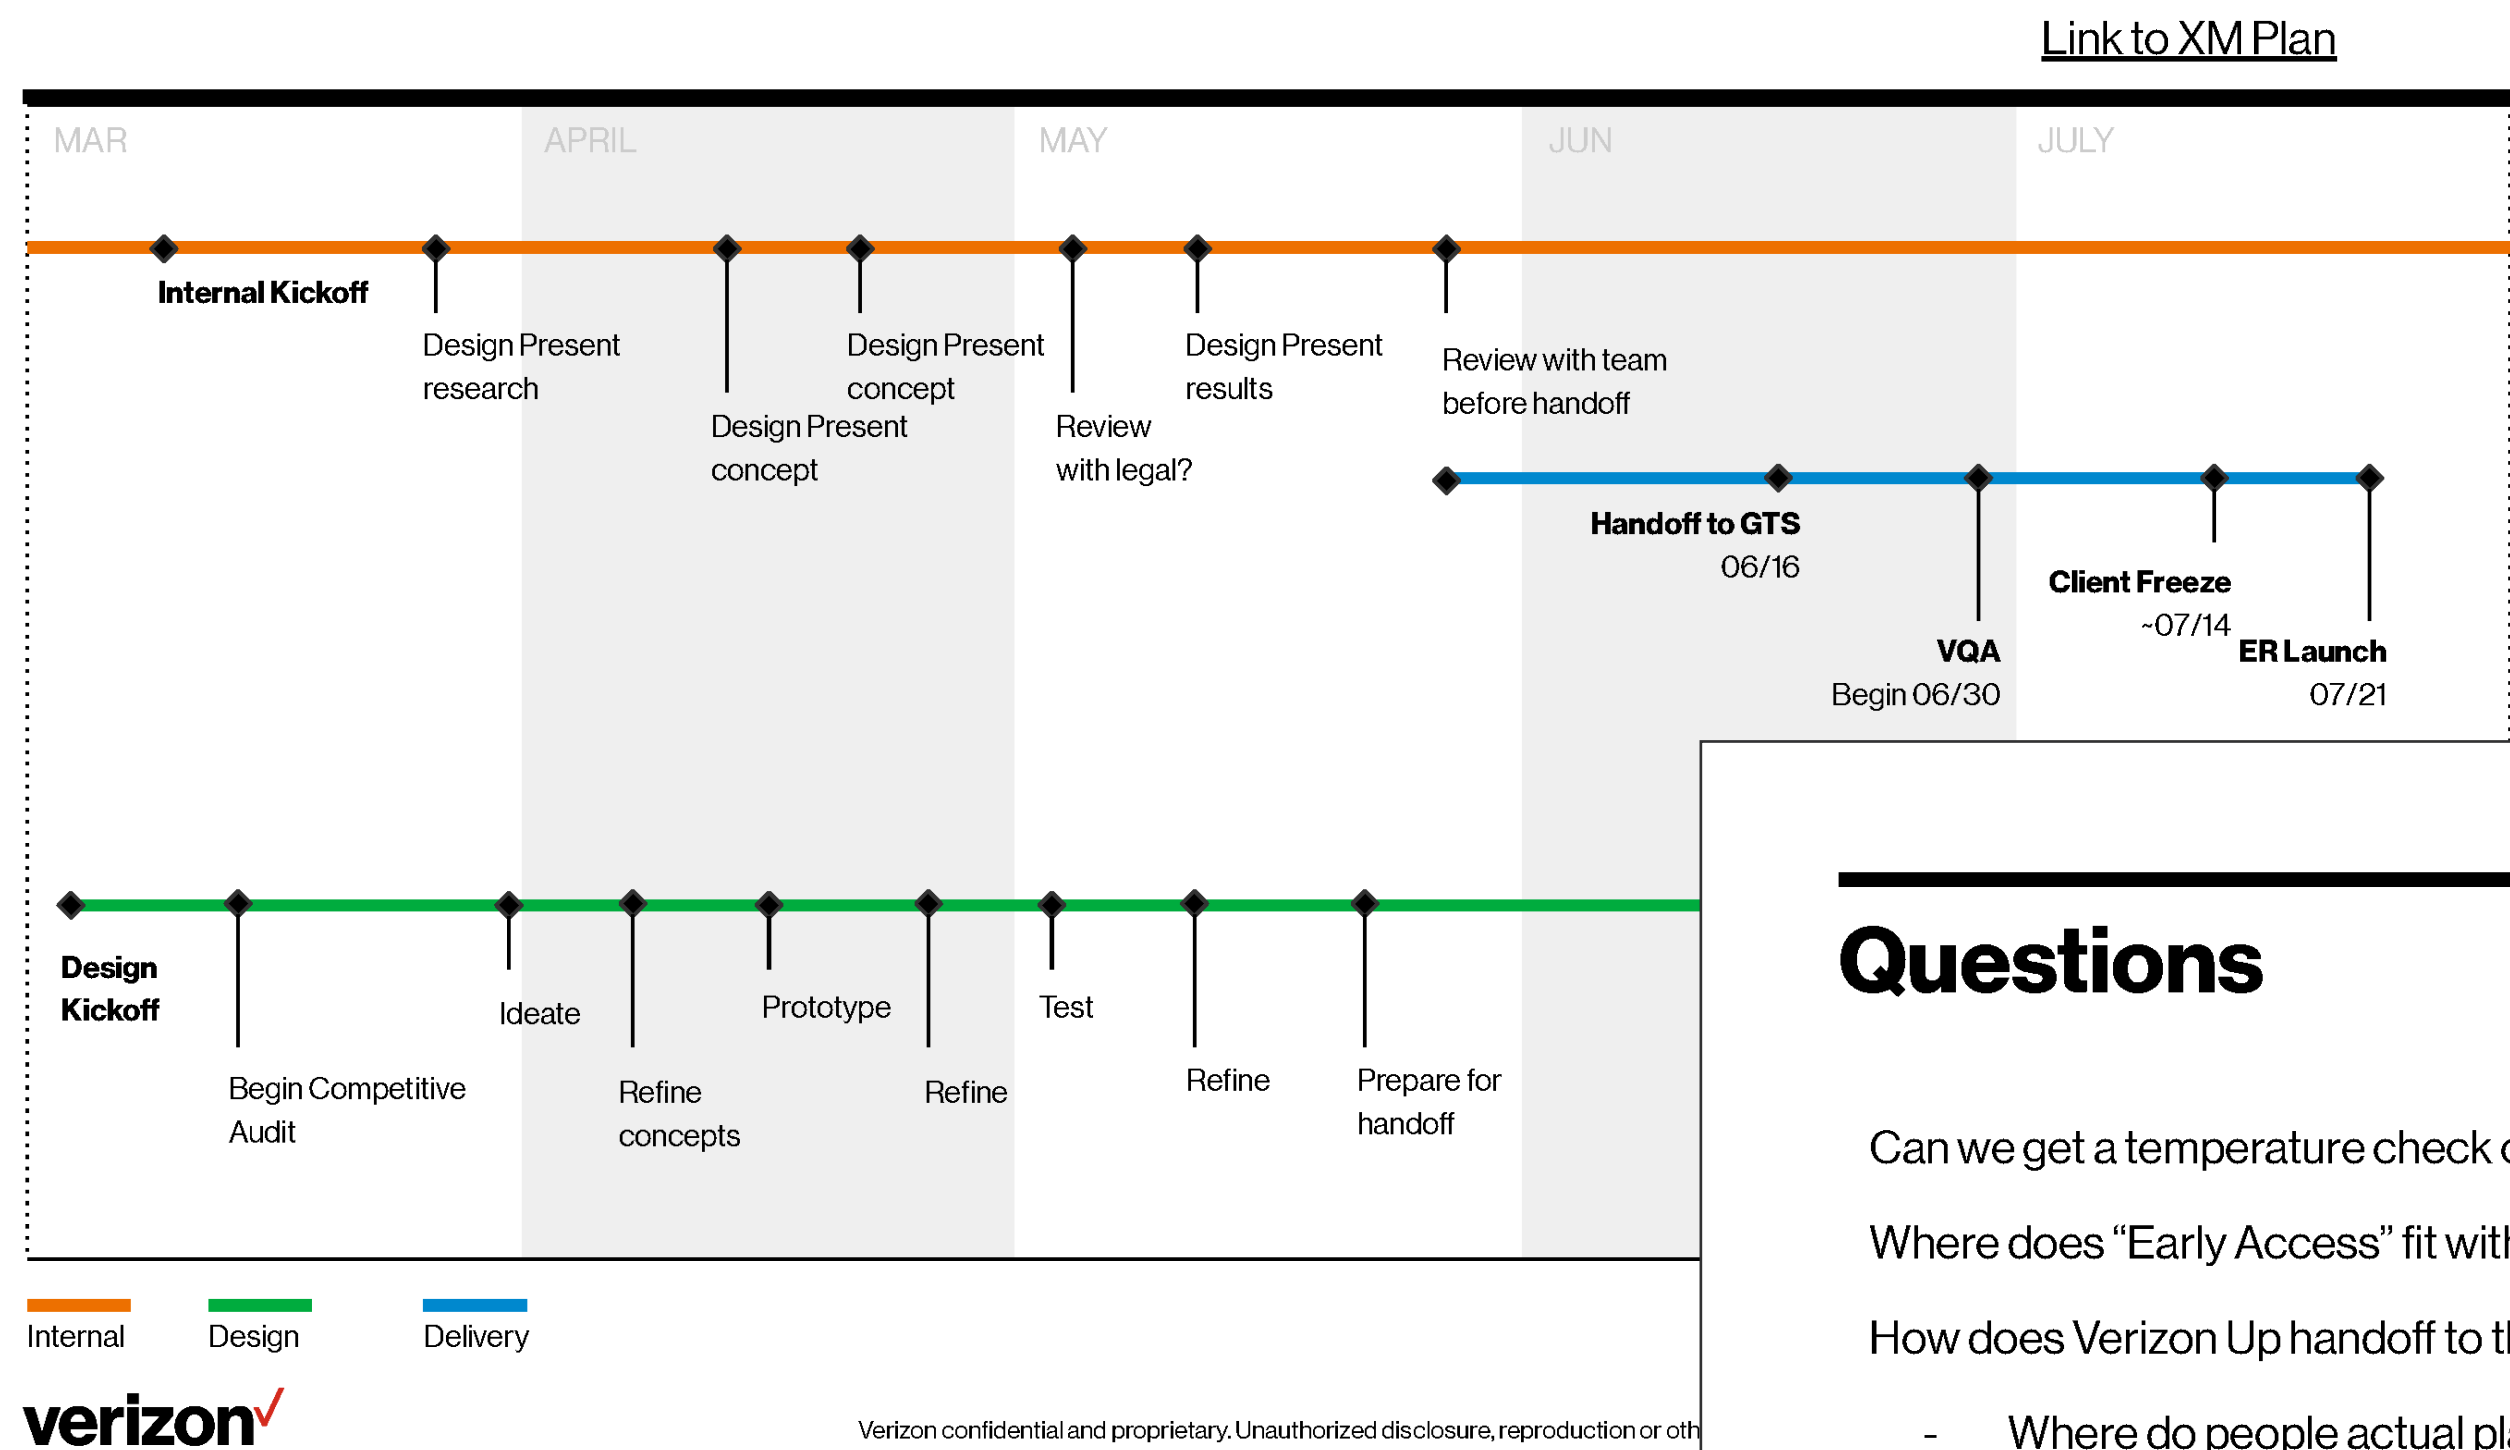 Link to XM Plan
MAR
APRIL
MAY
JUN
JULY
Internal Kickoff
Design Present
research
Design Present
concept
Design Present
concept
Review
with legal?
Design Present
results
Review with team
before handoff
Handoff to GTS
06/16
VQA
Begin 06/30
Client Freeze
~07/14
ER Launch
07/21
Design
Kickoff
Begin Competitive
Audit
Ideate
Refine
concepts
Prototype
Refine
Test
Refine
Prepare for
handoff
Internal
Design
Delivery
verizon
Verizon confidential and proprietary. Unauthorized disclosure, reproduction or
Questions
Can we get a temperature check
Where does “Early Access” fit
How does Verizon Up handoff to
- Where do people actual